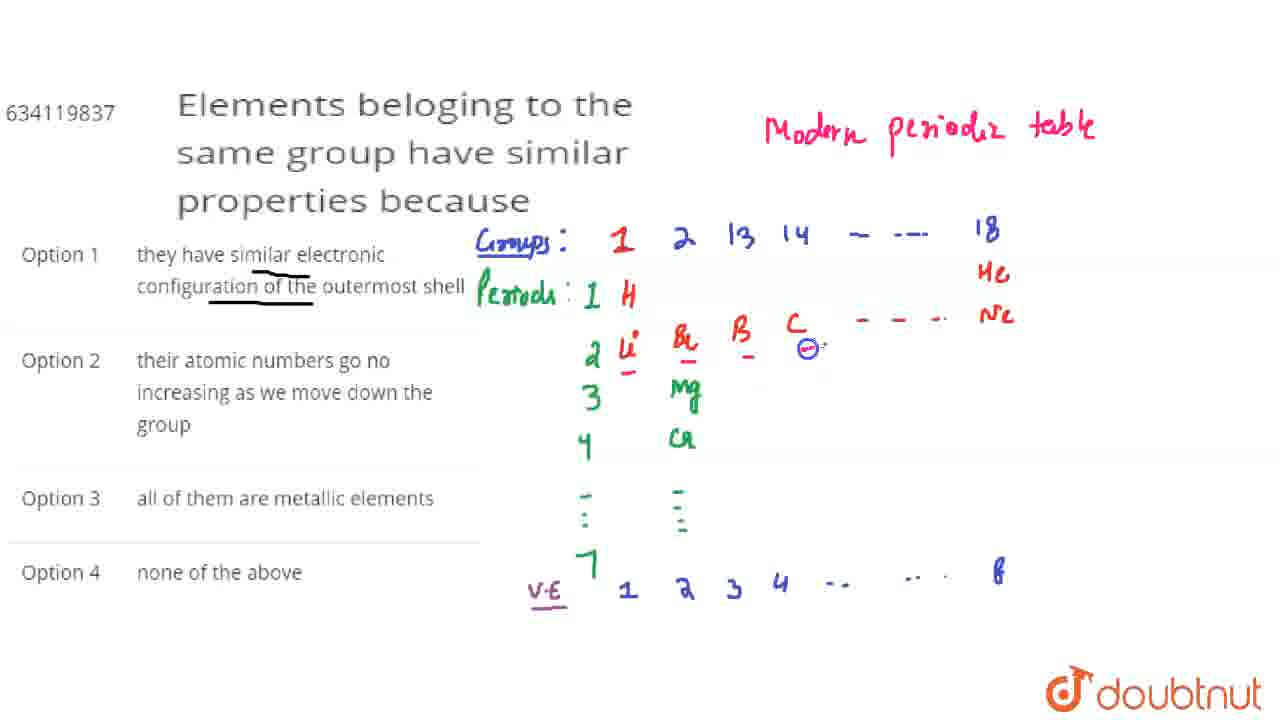 634119837
Elements beloging to the
same group have similar
properties because
Option 1 they have similar electronic
configuration of the outermost shell
Option 2 their atomic numbers go no
increasing as we move down the
group
Option 3 all of them are metallic elements
Option 4 none of the above
Modern periodic table
Groups: 1 2 13 14 18
He
Periods: 1 H
2 Li Be B C Ne
3 Mg
4 Ca
7
V.E 1 2 3 4 8
doubtnut